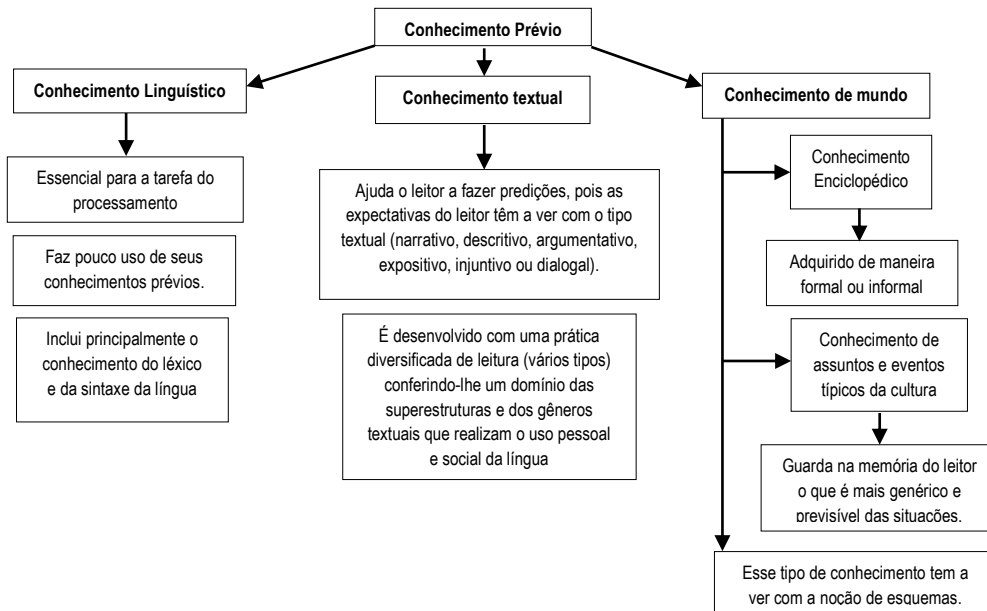 Conhecimento Prévio
Conhecimento Linguístico
Essencial para a tarefa do
processamento
Faz pouco uso de seus
conhecimentos prévios.
Inclui principalmente o
conhecimento do léxico
e da sintaxe da língua
Conhecimento textual
Ajuda o leitor a fazer predições, pois as
expectativas do leitor têm a ver com o tipo
textual (narrativo, descritivo, argumentativo,
expositivo, injuntivo ou dialogal).
É desenvolvido com uma prática
diversificada de leitura (vários tipos)
conferindo-lhe um domínio das
superestruturas e dos gêneros
textuais que realizam o uso pessoal
e social da língua
Conhecimento de mundo
Conhecimento
Enciclopédico
Adquirido de maneira
formal ou informal
Conhecimento de
assuntos e eventos
típicos da cultura
Guarda na memória do leitor
o que é mais genérico e
previsível das situações.
Esse tipo de conhecimento tem a
ver com a noção de esquemas.